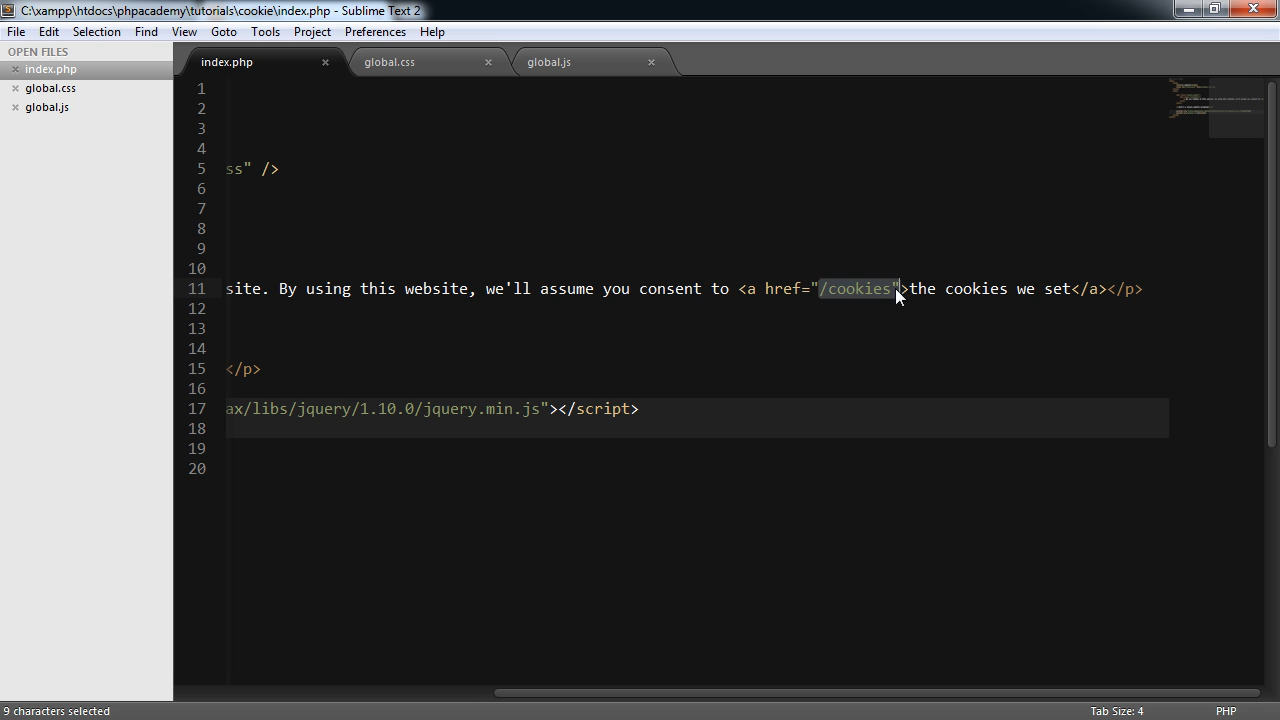 C:\xampp\htdocs\phpacademy\tutorials\cookie\index.php - Sublime Text 2
File Edit Selection Find View Goto Tools Project Preferences Help
OPEN FILES
index.php
global.css
global.js
index.php global.css global.js
1
2
3
4
5 ss" />
6
7
8
9
10
11 site. By using this website, we'll assume you consent to <a href="/cookies">the cookies we set</a></p>
12
13
14
15 </p>
16
17 ax/libs/jquery/1.10.0/jquery.min.js"></script>
18
19
20
9 characters selected Tab Size: 4 PHP